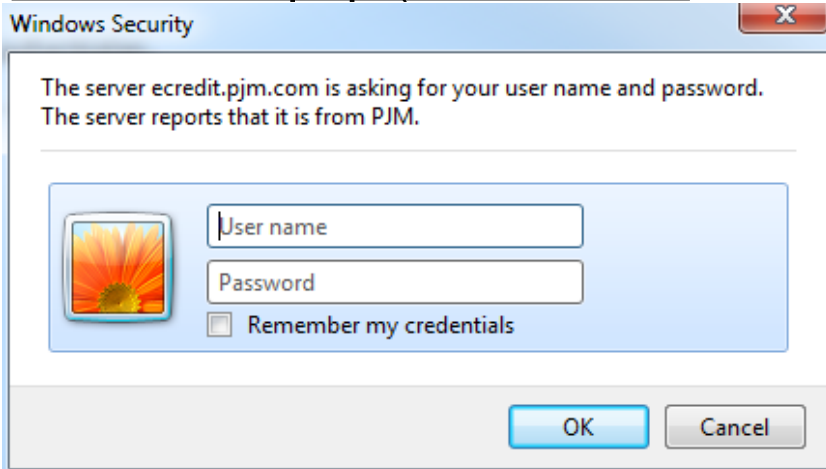 Windows Security
The server ecredit.pjm.com is asking for your user name and password.
The server reports that it is from PJM.
User name
Password
Remember my credentials
OK
Cancel